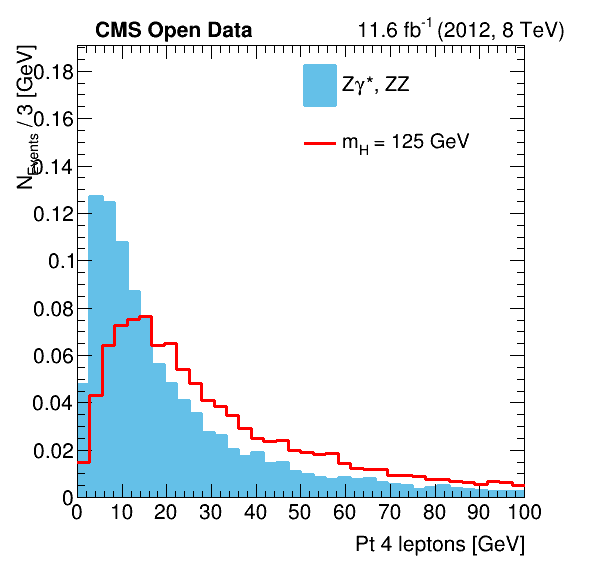 CMS Open Data 11.6 fb⁻¹ (2012, 8 TeV)
N_Events / 3 [GeV]
Zγ*, ZZ
m_H = 125 GeV
0.18
0.16
0.14
0.12
0.1
0.08
0.06
0.04
0.02
0
0 10 20 30 40 50 60 70 80 90 100
Pt 4 leptons [GeV]